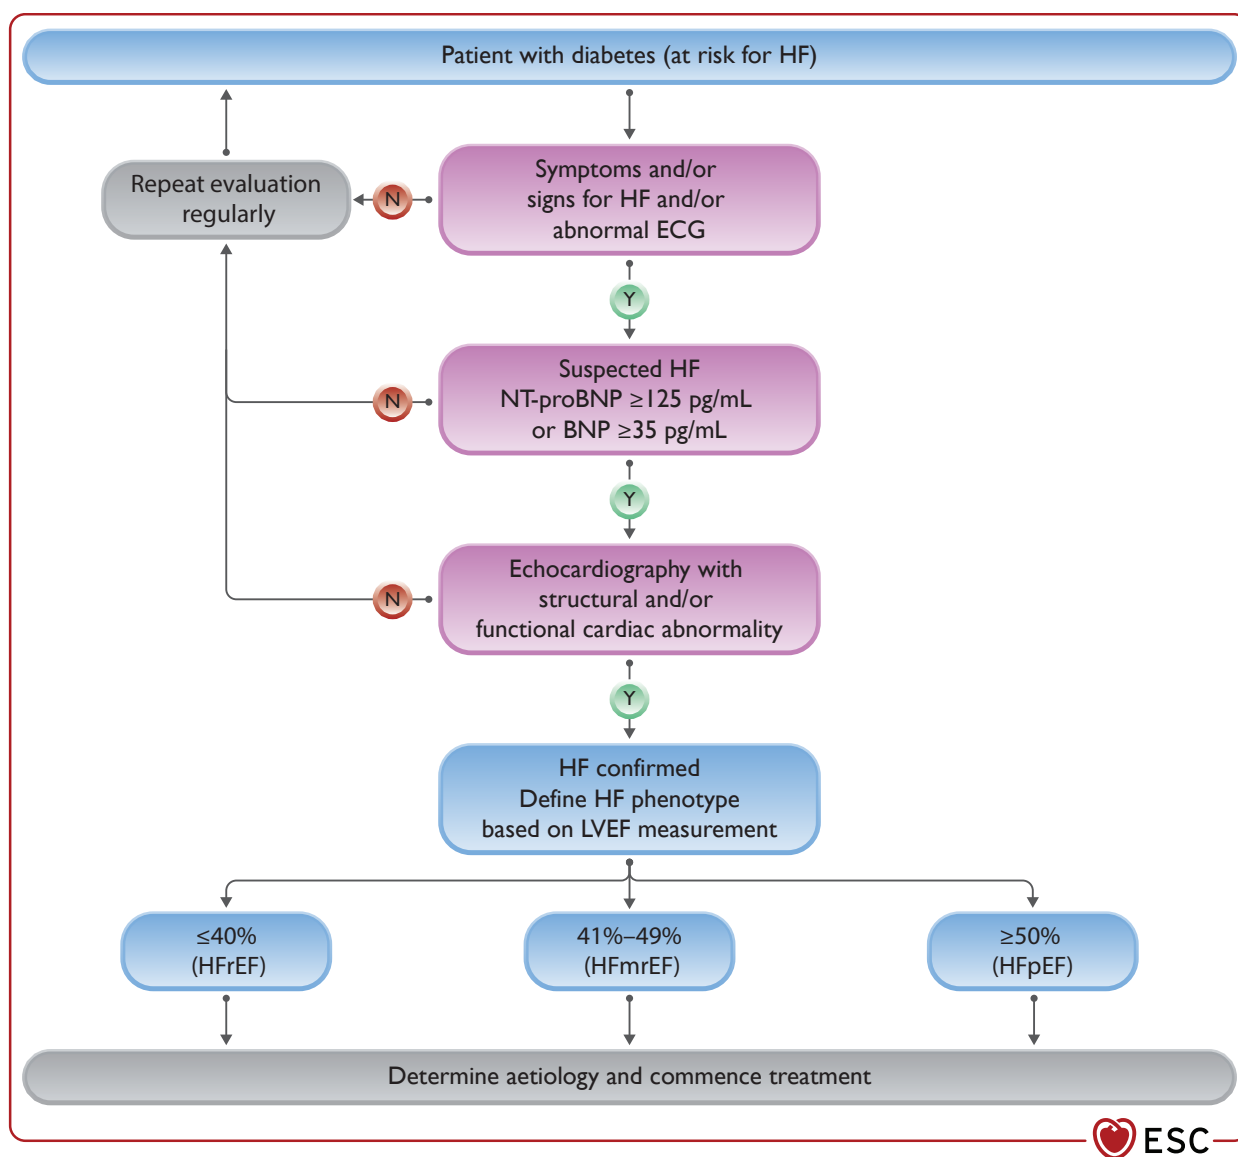 Patient with diabetes (at risk for HF)
Symptoms and/or
signs for HF and/or
abnormal ECG
N
Repeat evaluation
regularly
Y
Suspected HF
NT-proBNP ≥125 pg/mL
or BNP ≥35 pg/mL
N
Y
Echocardiography with
structural and/or
functional cardiac abnormality
N
Y
HF confirmed
Define HF phenotype
based on LVEF measurement
≤40%
(HFrEF)
41%–49%
(HFmrEF)
≥50%
(HFpEF)
Determine aetiology and commence treatment
ESC